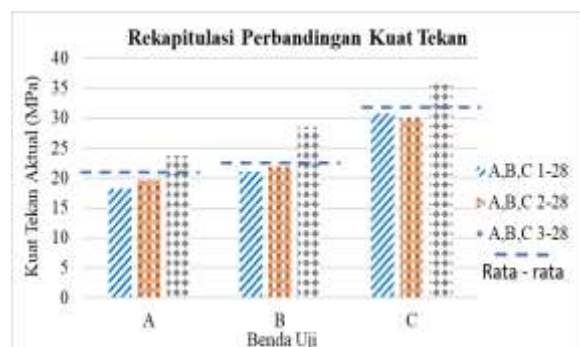 Rekapitulasi Perbandingan Kuat Tekan
Kuat Tekan Aktual (MPa)
40
35
30
25
20
15
10
5
0
A
B
C
Benda Uji
A,B,C 1-28
A,B,C 2-28
A,B,C 3-28
Rata - rata